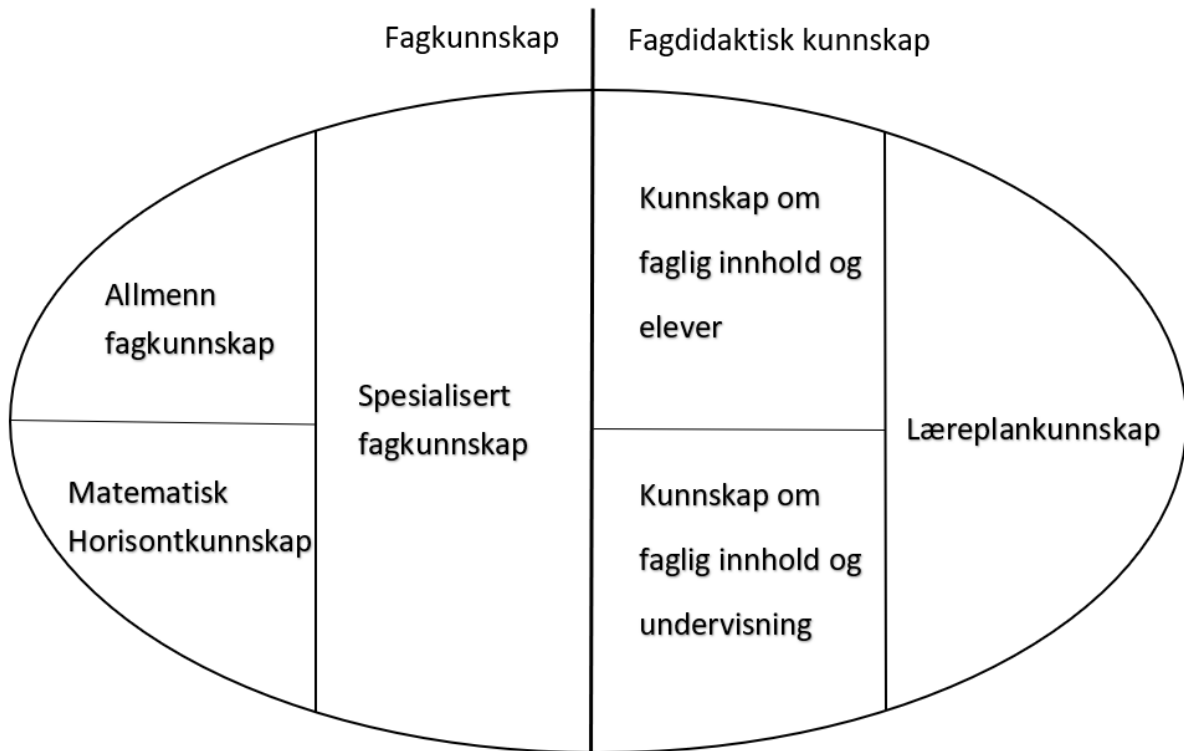 Fagkunnskap
Fagdidaktisk kunnskap
Allmenn
fagkunnskap
Matematisk
Horisontkunnskap
Spesialisert
fagkunnskap
Kunnskap om
faglig innhold og
elever
Kunnskap om
faglig innhold og
undervisning
Læreplankunnskap